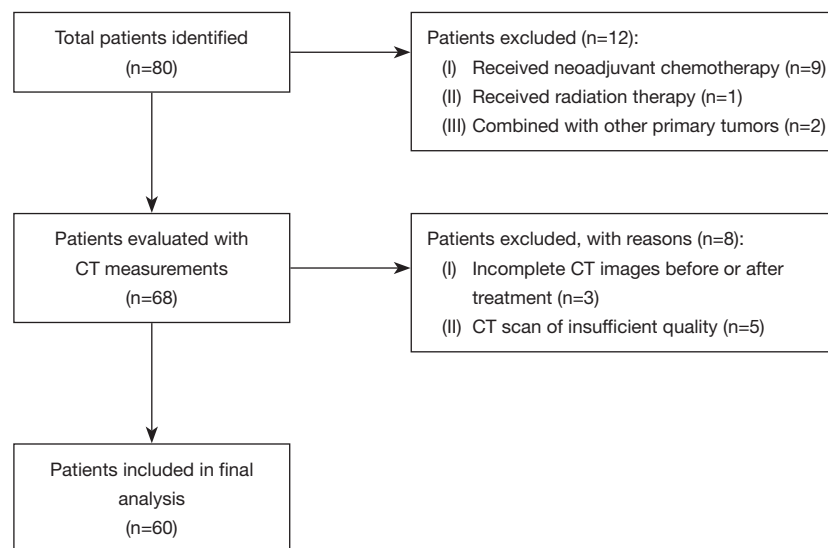 Total patients identified
(n=80)
Patients excluded (n=12):
(I) Received neoadjuvant chemotherapy (n=9)
(II) Received radiation therapy (n=1)
(III) Combined with other primary tumors (n=2)
Patients evaluated with
CT measurements
(n=68)
Patients excluded, with reasons (n=8):
(I) Incomplete CT images before or after
treatment (n=3)
(II) CT scan of insufficient quality (n=5)
Patients included in final
analysis
(n=60)